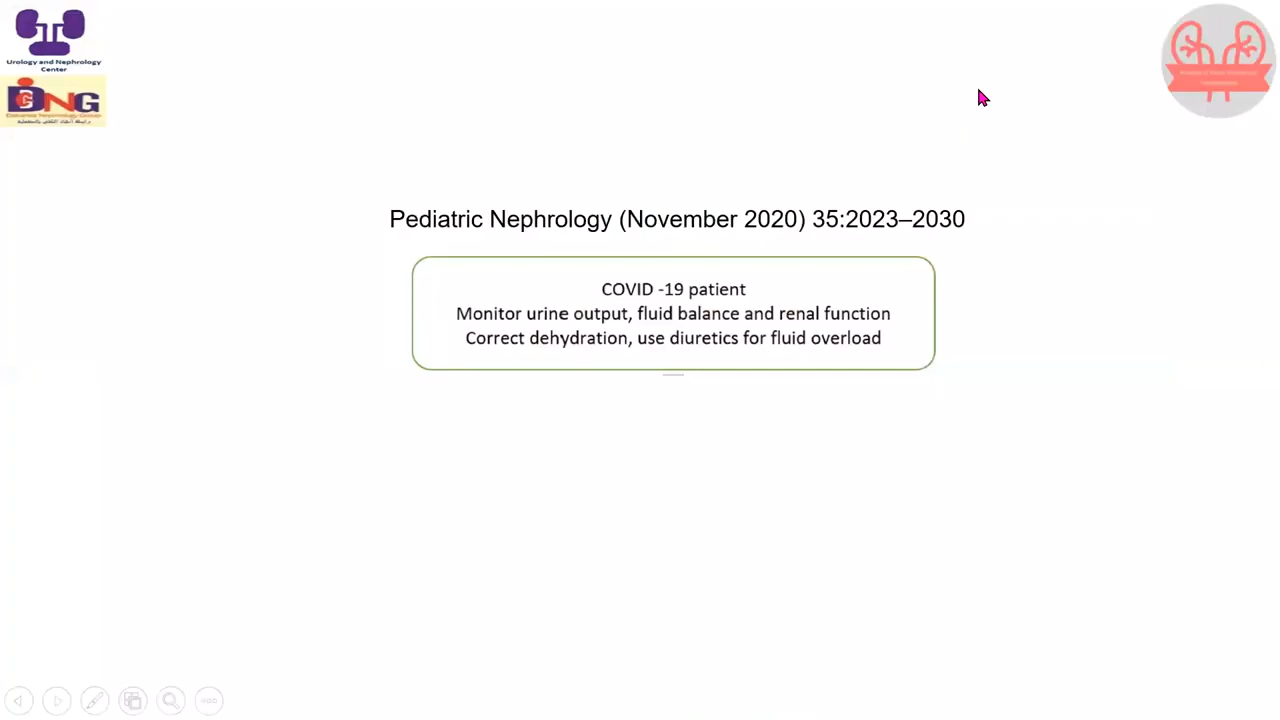 Urology and Nephrology
Center
DCNG
Pediatric Nephrology (November 2020) 35:2023–2030
COVID -19 patient
Monitor urine output, fluid balance and renal function
Correct dehydration, use diuretics for fluid overload